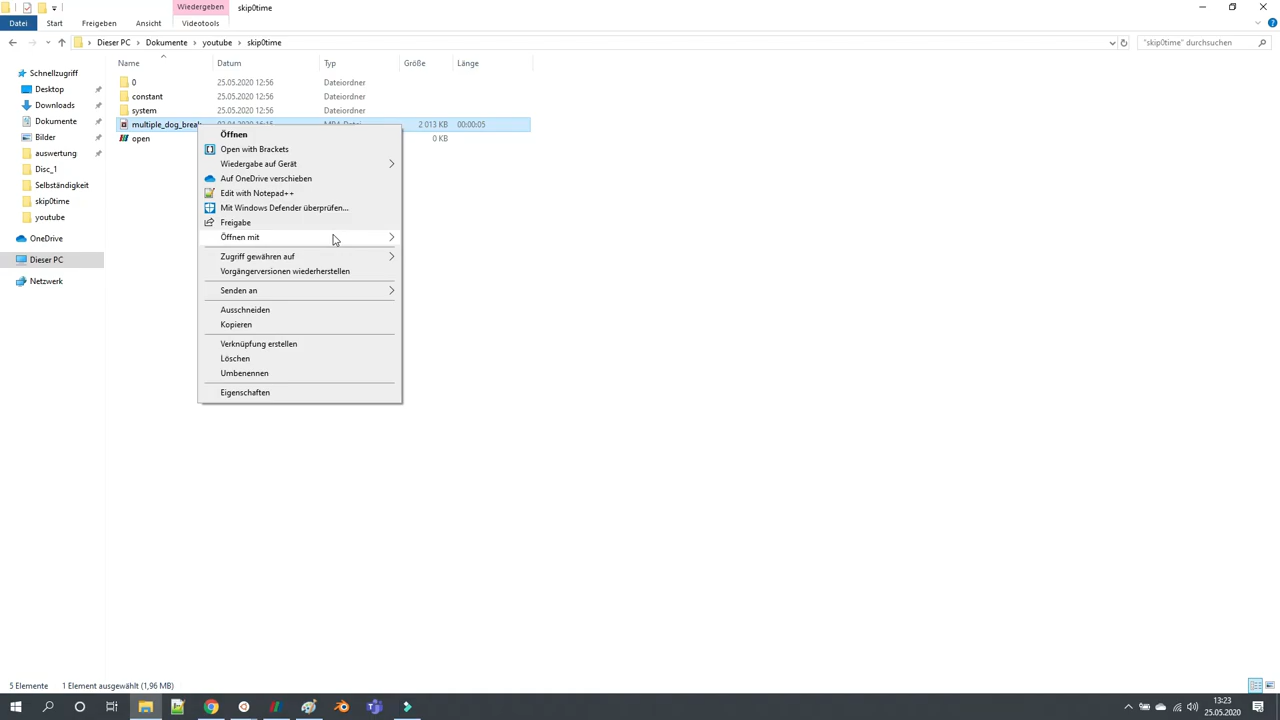 Wiedergeben
skip0time
Datei
Start
Freigeben
Ansicht
Videotools
Dieser PC
Dokumente
youtube
skip0time
"skip0time" durchsuchen
Name
Datum
Typ
Größe
Länge
Schnellzugriff
Desktop
Downloads
Dokumente
Bilder
auswertung
Disc_1
Selbständigkeit
skip0time
youtube
OneDrive
Dieser PC
Netzwerk
0 25.05.2020 12:56 Dateiordner
constant 25.05.2020 12:56 Dateiordner
system 25.05.2020 12:56 Dateiordner
multiple_dog_break 2 013 KB 00:00:05
open 0 KB
Öffnen
Open with Brackets
Wiedergabe auf Gerät
Auf OneDrive verschieben
Edit with Notepad++
Mit Windows Defender überprüfen...
Freigabe
Öffnen mit
Zugriff gewähren auf
Vorgängerversionen wiederherstellen
Senden an
Ausschneiden
Kopieren
Verknüpfung erstellen
Löschen
Umbenennen
Eigenschaften
5 Elemente
1 Element ausgewählt (1,96 MB)
13:23
25.05.2020